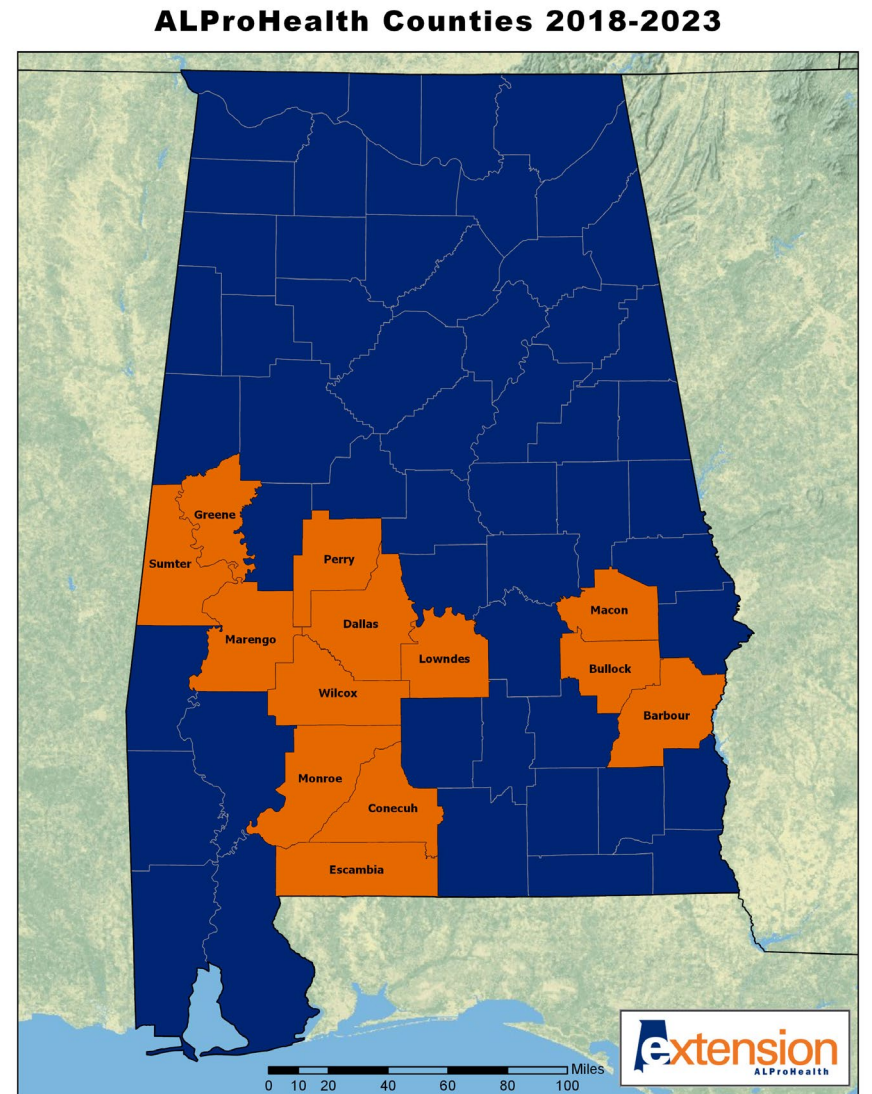 ALProHealth Counties 2018-2023
Greene
Sumter
Perry
Macon
Dallas
Marengo
Lowndes
Bullock
Wilcox
Barbour
Monroe
Conecuh
Escambia
extension
ALProHealth
Miles
0 10 20 40 60 80 100